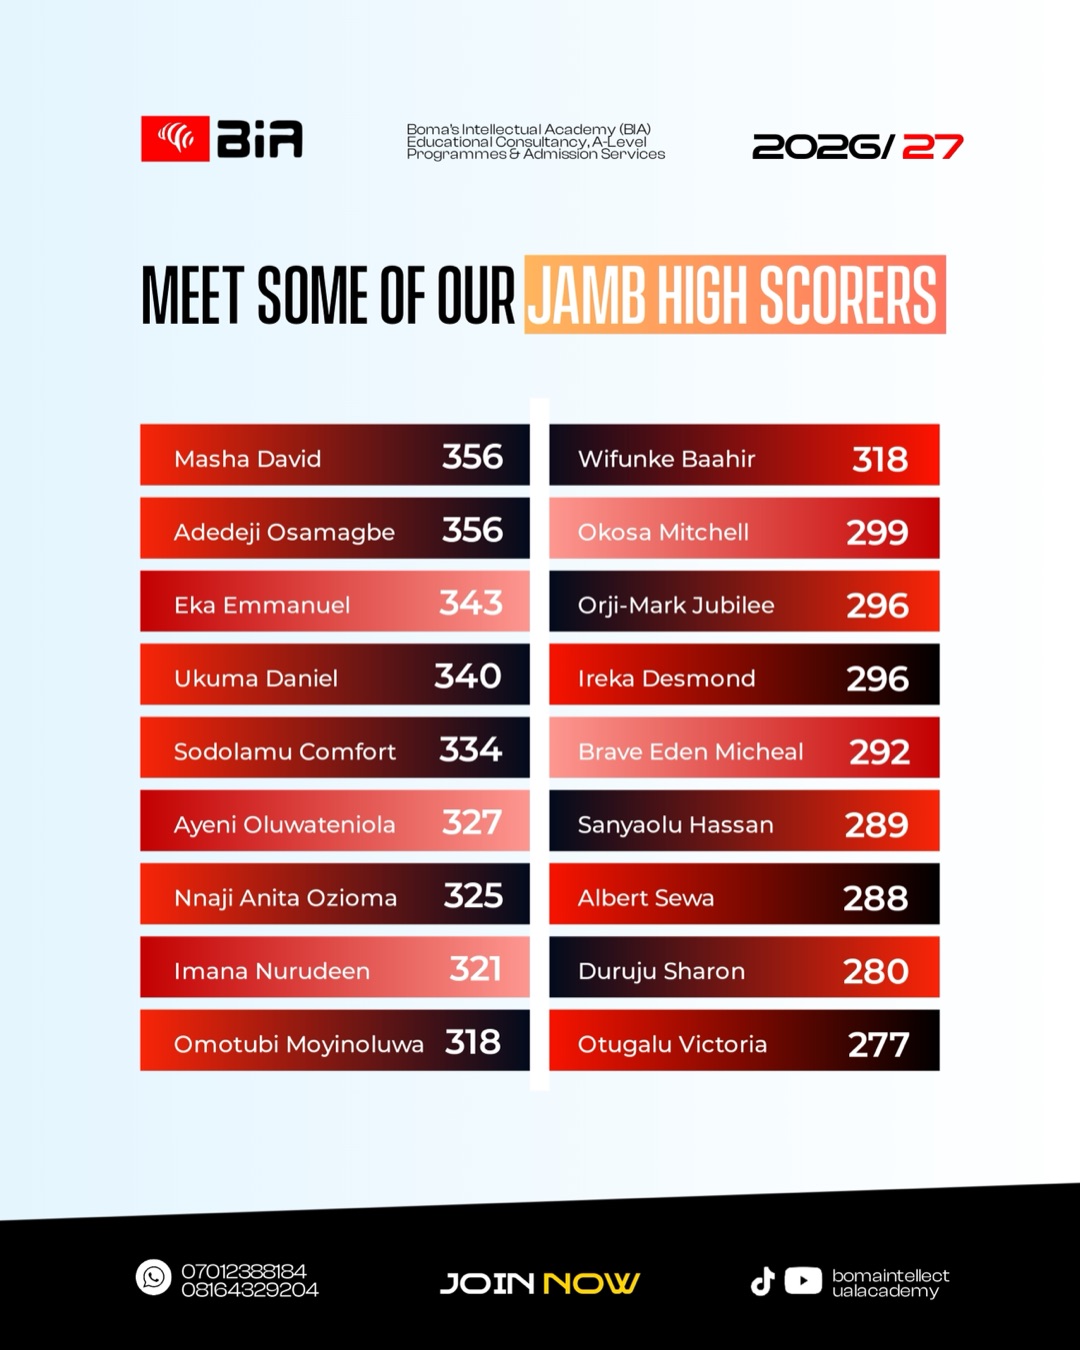 BiA
Boma's Intellectual Academy (BIA)
Educational Consultancy, A-Level
Programmes & Admission Services
2026/27
MEET SOME OF OUR JAMB HIGH SCORERS
Masha David 356
Adedeji Osamagbe 356
Eka Emmanuel 343
Ukuma Daniel 340
Sodolamu Comfort 334
Ayeni Oluwateniola 327
Nnaji Anita Ozioma 325
Imana Nurudeen 321
Omotubi Moyinoluwa 318
Wifunke Baahir 318
Okosa Mitchell 299
Orji-Mark Jubilee 296
Ireka Desmond 296
Brave Eden Micheal 292
Sanyaolu Hassan 289
Albert Sewa 288
Duruju Sharon 280
Otugalu Victoria 277
07012388184
08164329204
JOIN NOW
bomaintellect
ualacademy